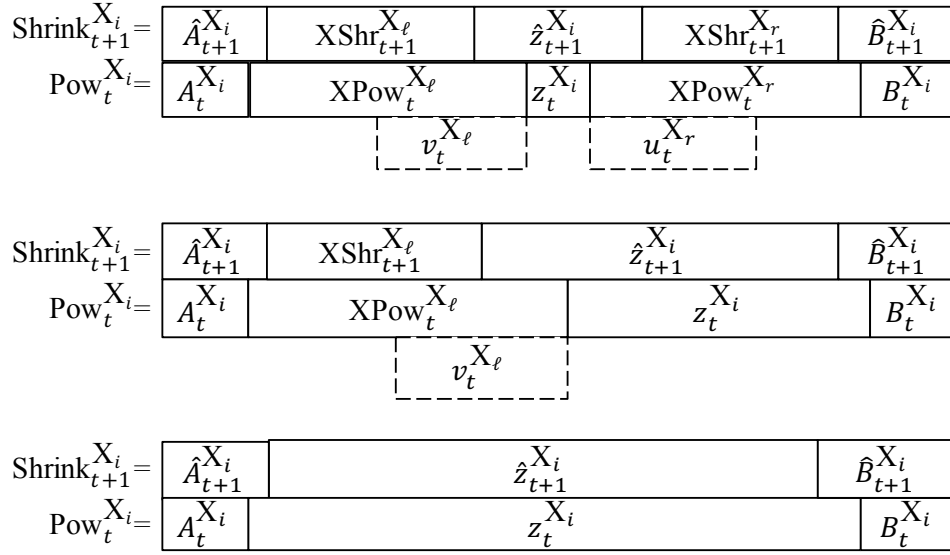 Shrink_{t+1}^{X_i}= Â_{t+1}^{X_i} XShr_{t+1}^{X_ℓ} ẑ_{t+1}^{X_i} XShr_{t+1}^{X_r} B̂_{t+1}^{X_i}
Pow_t^{X_i}= A_t^{X_i} XPow_t^{X_ℓ} z_t^{X_i} XPow_t^{X_r} B_t^{X_i}
v_t^{X_ℓ} u_t^{X_r}
Shrink_{t+1}^{X_i}= Â_{t+1}^{X_i} XShr_{t+1}^{X_ℓ} ẑ_{t+1}^{X_i} B̂_{t+1}^{X_i}
Pow_t^{X_i}= A_t^{X_i} XPow_t^{X_ℓ} z_t^{X_i} B_t^{X_i}
v_t^{X_ℓ}
Shrink_{t+1}^{X_i}= Â_{t+1}^{X_i} ẑ_{t+1}^{X_i} B̂_{t+1}^{X_i}
Pow_t^{X_i}= A_t^{X_i} z_t^{X_i} B_t^{X_i}